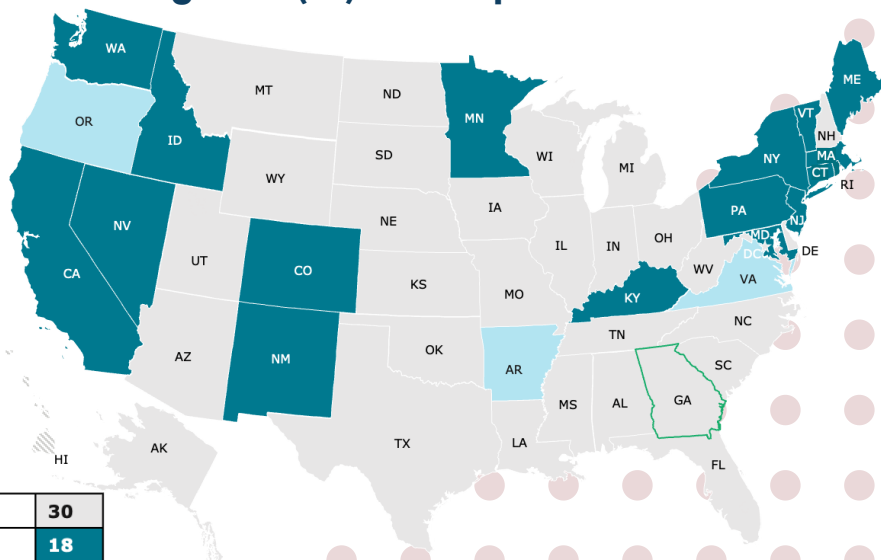 WA
ME
MT
ND
VT
OR
MN
NH
ID
MA
SD
WI
NY
CT
MI
WY
RI
IA
PA
NE
NJ
NV
OH
MD
IL
IN
DE
UT
DC
CO
WV
CA
KS
VA
MO
KY
NC
TN
OK
AZ
NM
SC
AR
MS
AL
GA
TX
LA
AK
HI
FL
30
18